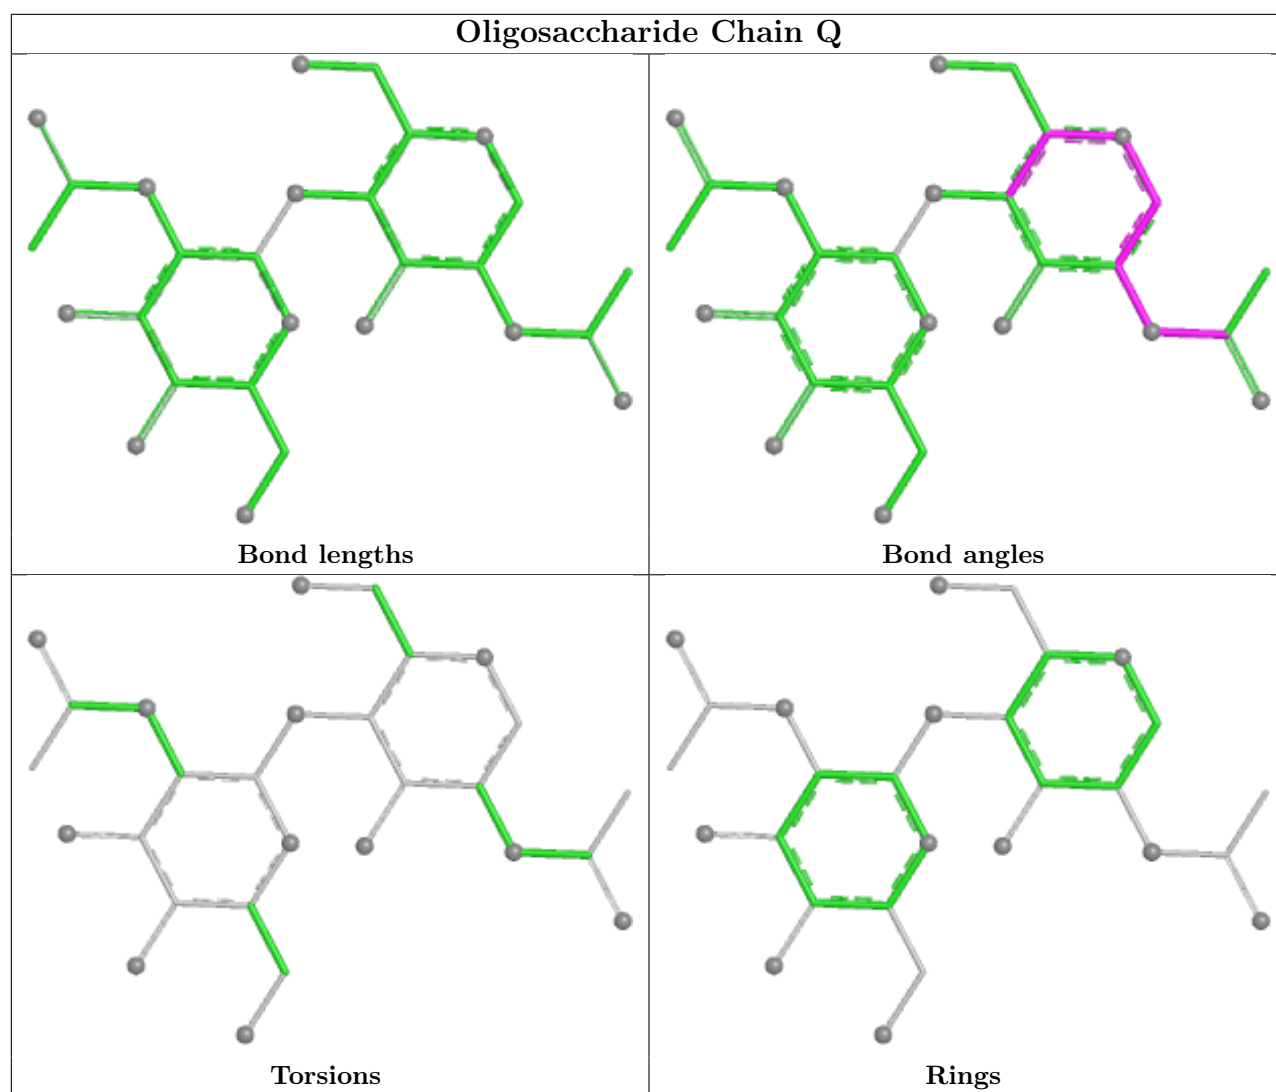 Oligosaccharide Chain Q
Bond lengths
Bond angles
Torsions
Rings